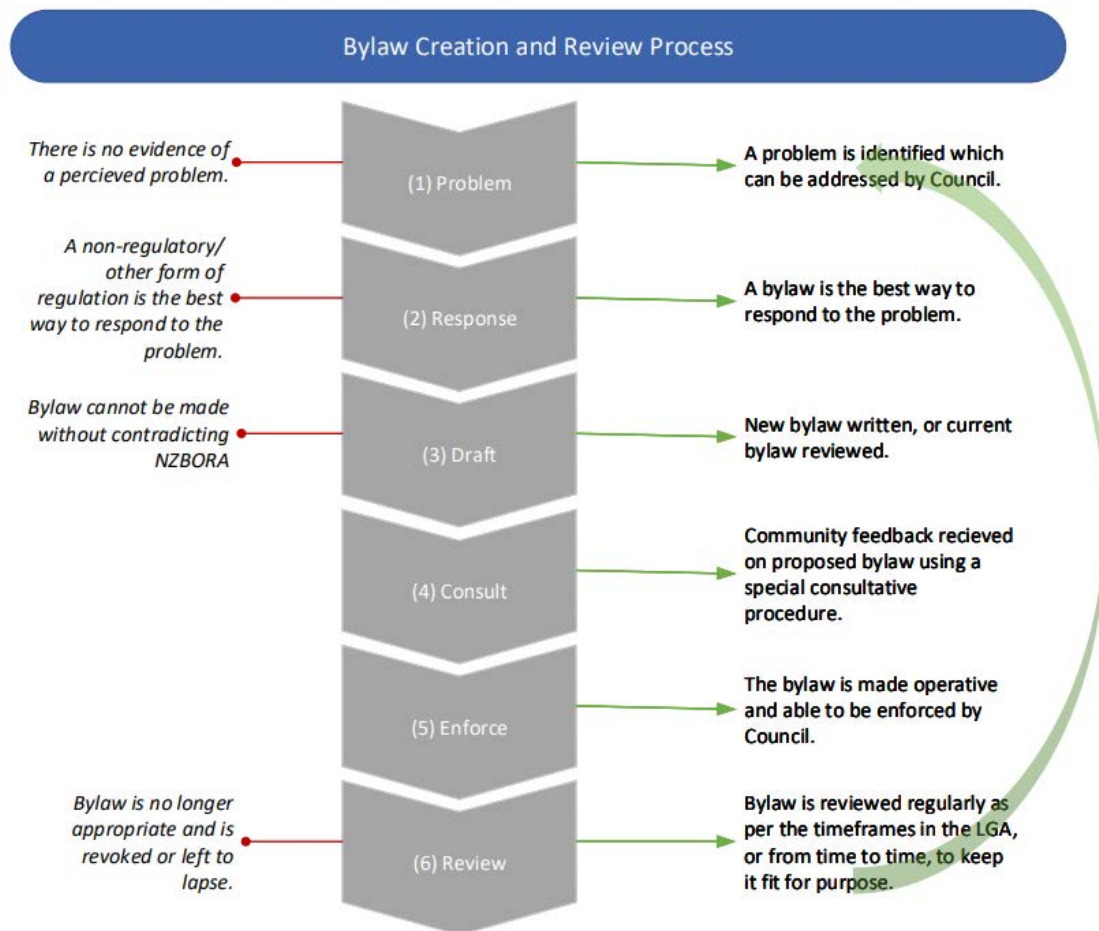 Bylaw Creation and Review Process
There is no evidence of
a percieved problem.
(1) Problem
A problem is identified which
can be addressed by Council.
A non-regulatory/
other form of
regulation is the best
way to respond to the
problem.
(2) Response
A bylaw is the best way to
respond to the problem.
Bylaw cannot be made
without contradicting
NZBORA
(3) Draft
New bylaw written, or current
bylaw reviewed.
(4) Consult
Community feedback recieved
on proposed bylaw using a
special consultative
procedure.
(5) Enforce
The bylaw is made operative
and able to be enforced by
Council.
Bylaw is no longer
appropriate and is
revoked or left to
lapse.
(6) Review
Bylaw is reviewed regularly as
per the timeframes in the LGA,
or from time to time, to keep
it fit for purpose.